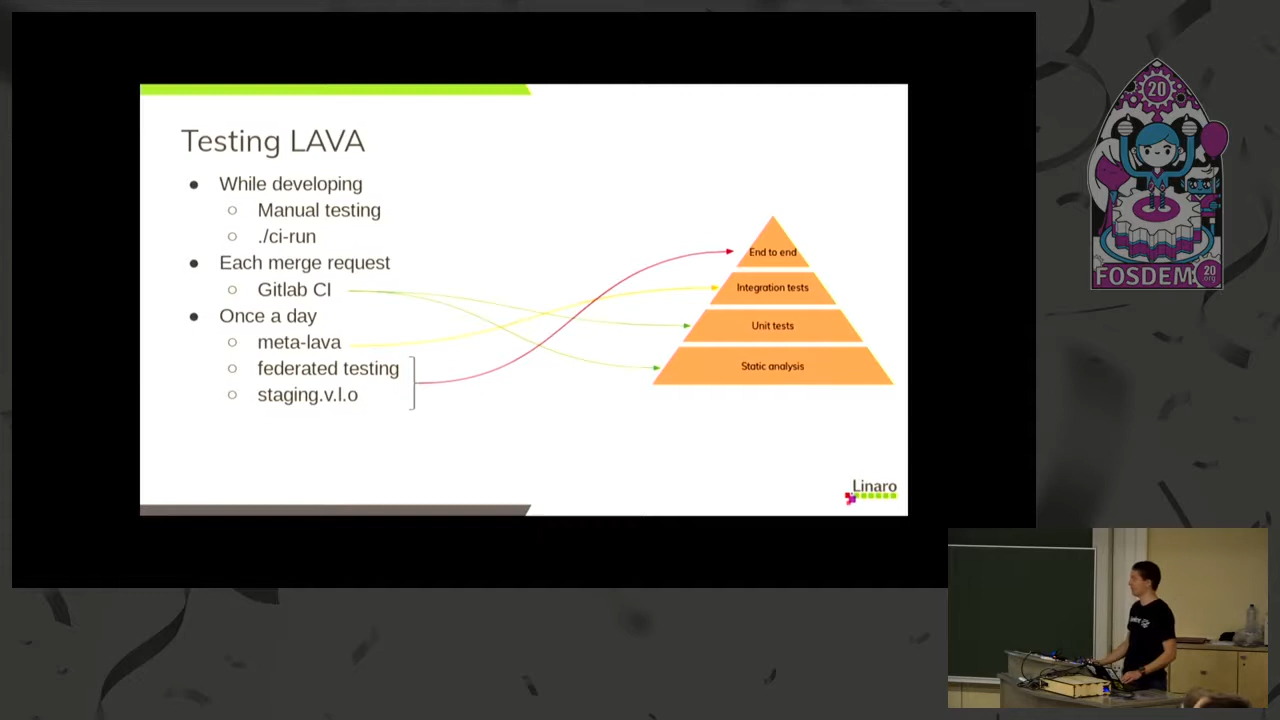 Testing LAVA
● While developing
○ Manual testing
○ ./ci-run
● Each merge request
○ Gitlab CI
● Once a day
○ meta-lava
○ federated testing
○ staging.v.l.o
End to end
Integration tests
Unit tests
Static analysis
Linaro
20
FOSDEM
20
.org